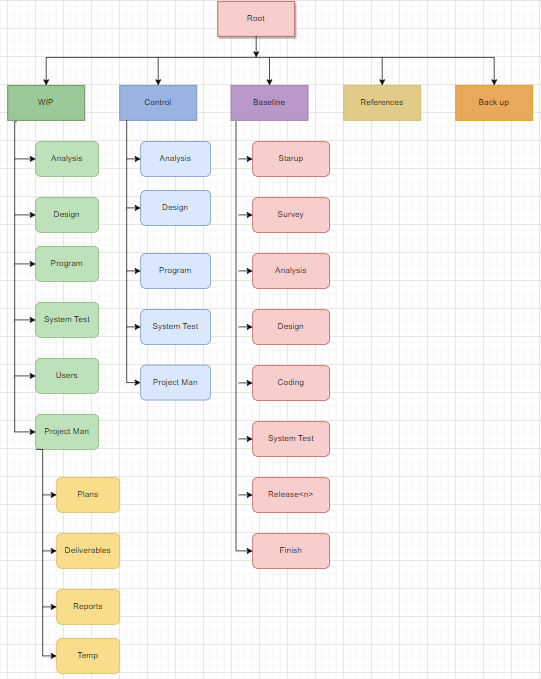 Root
WIP
Control
Baseline
References
Back up
Analysis
Design
Program
System Test
Users
Project Man
Plans
Deliverables
Reports
Temp
Analysis
Design
Program
System Test
Project Man
Starup
Survey
Analysis
Design
Coding
System Test
Release<n>
Finish